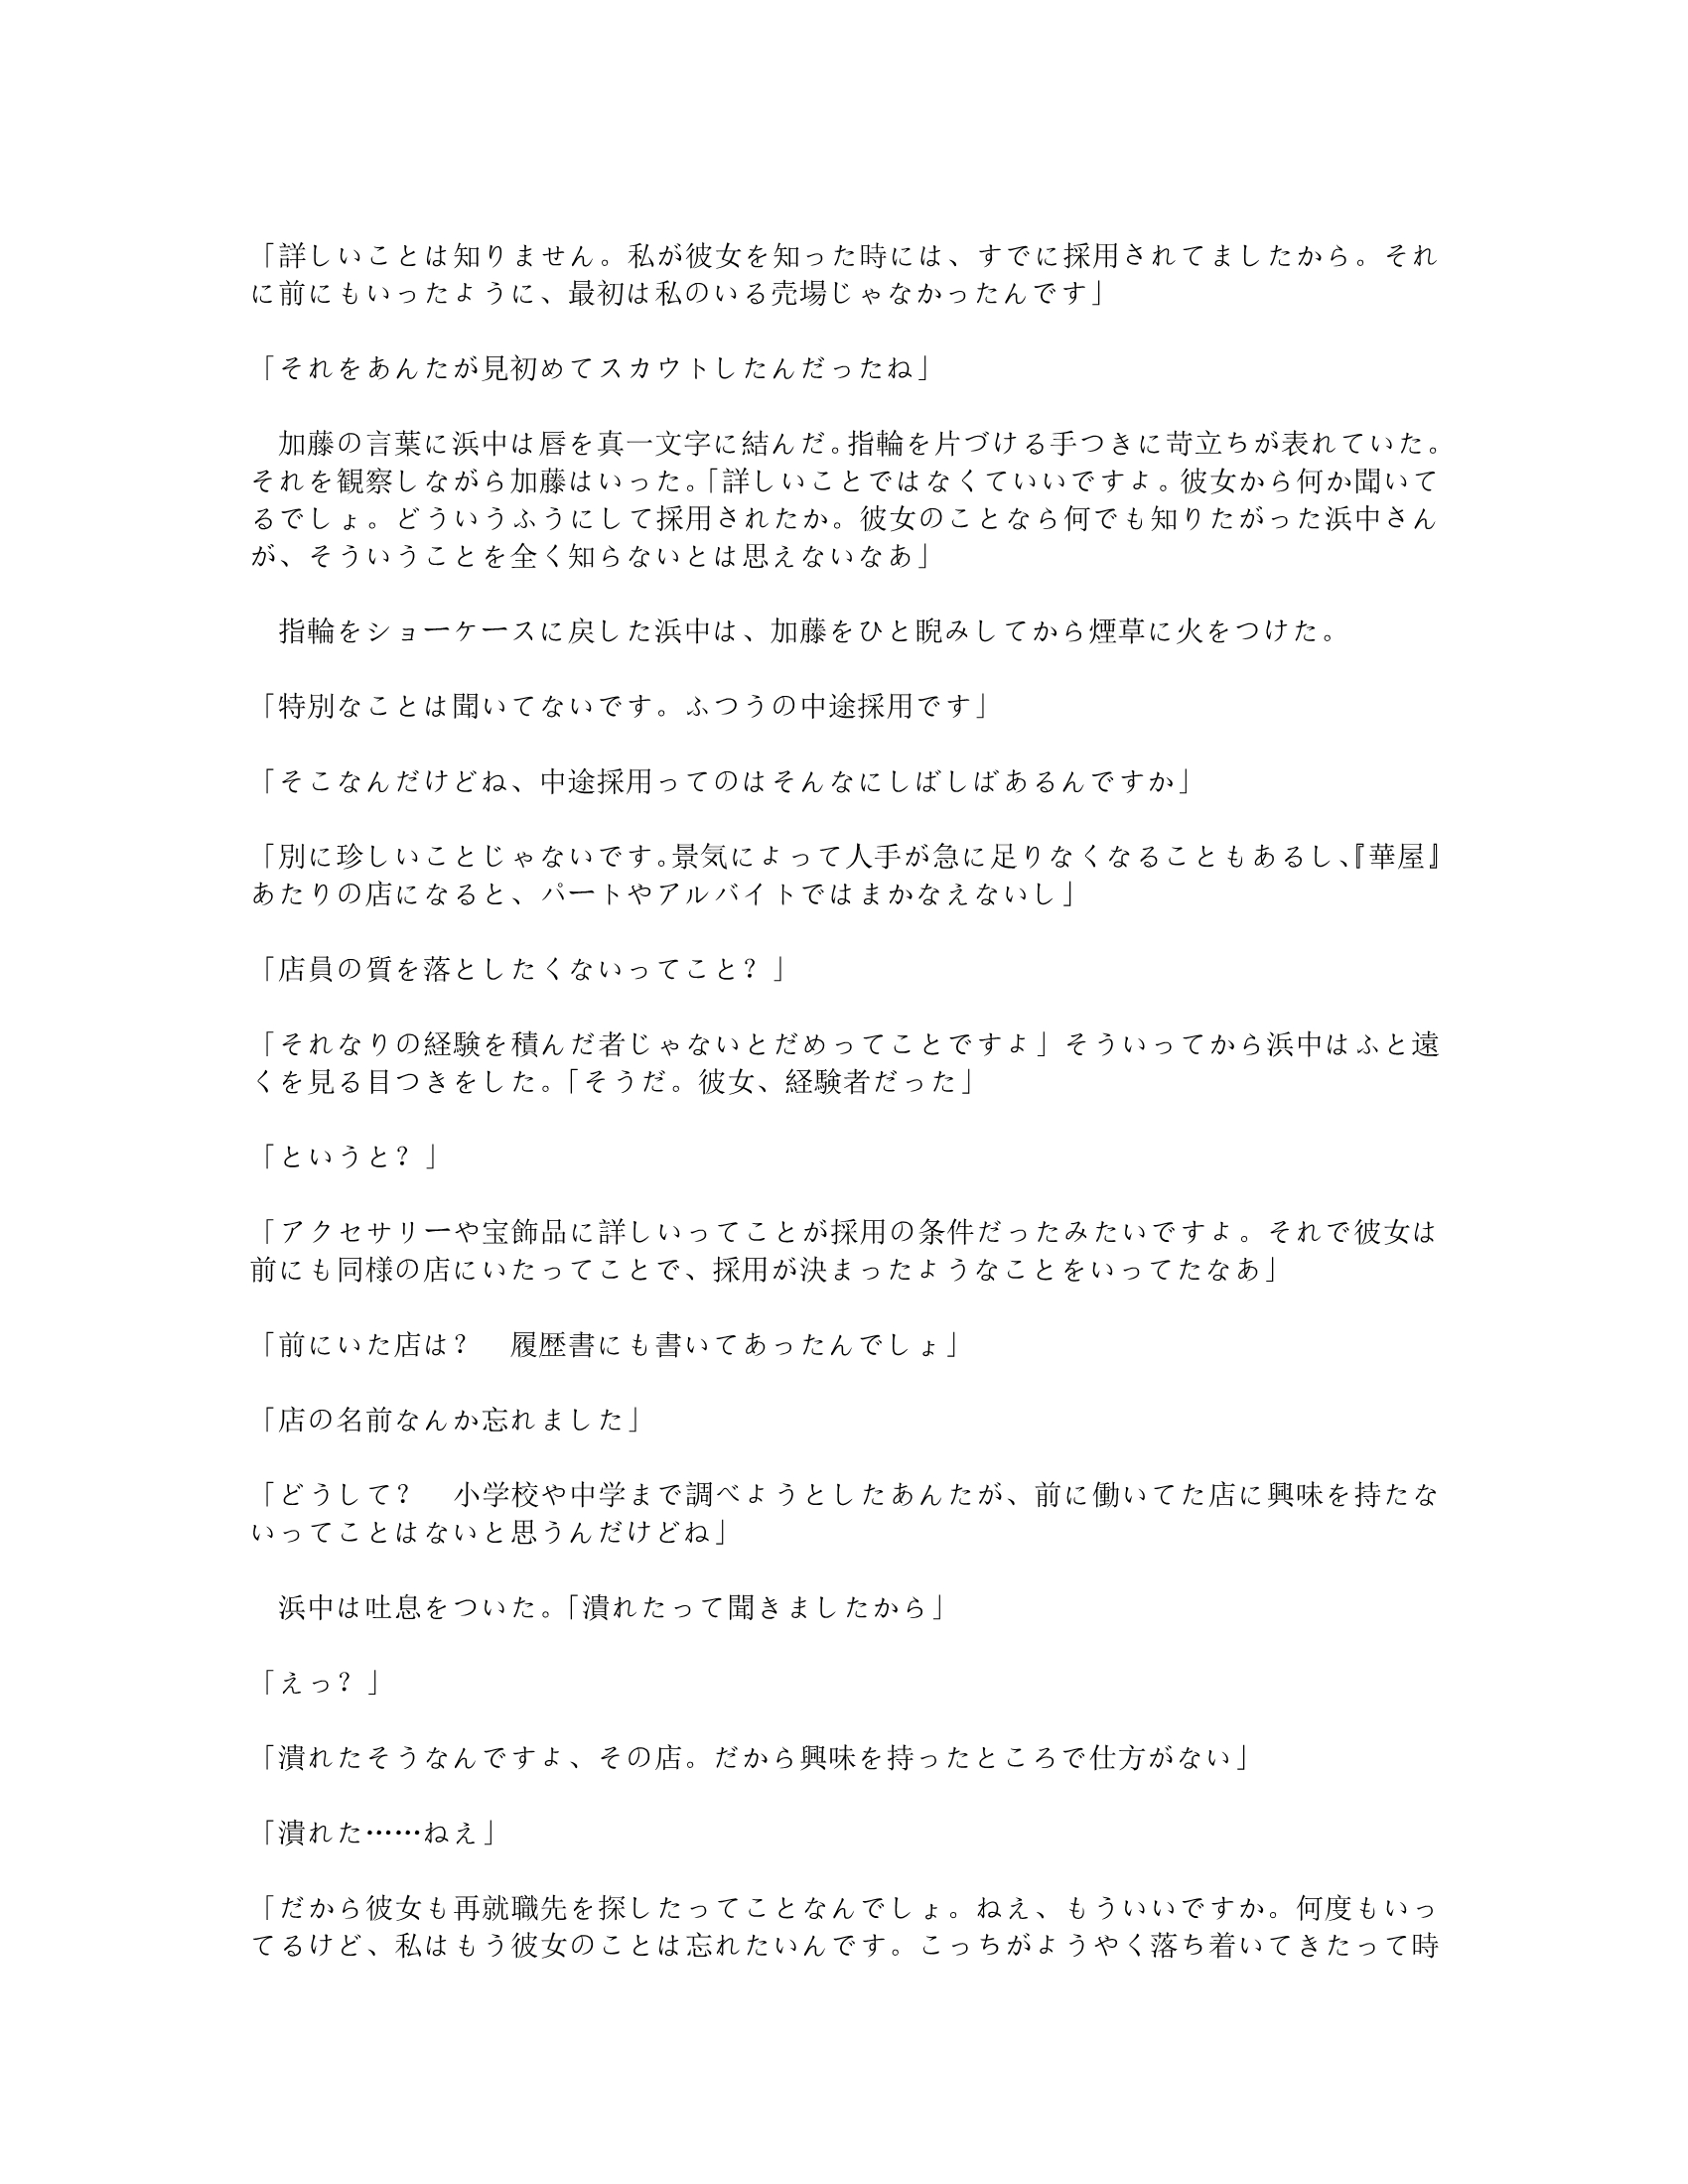 「詳しいことは知りません。私が彼女を知った時には、すでに採用されてましたから。それ
に前にもいったように、最初は私のいる売場じゃなかったんです」
「それをあんたが見初めてスカウトしたんだったね」
　加藤の言葉に浜中は唇を真一文字に結んだ。指輪を片づける手つきに苛立ちが表れていた。
それを観察しながら加藤はいった。「詳しいことではなくていいですよ。彼女から何か聞いて
るでしょ。どういうふうにして採用されたか。彼女のことなら何でも知りたがった浜中さん
が、そういうことを全く知らないとは思えないなあ」
　指輪をショーケースに戻した浜中は、加藤をひと睨みしてから煙草に火をつけた。
「特別なことは聞いてないです。ふつうの中途採用です」
「そこなんだけどね、中途採用ってのはそんなにしばしばあるんですか」
「別に珍しいことじゃないです。景気によって人手が急に足りなくなることもあるし、『華屋』
あたりの店になると、パートやアルバイトではまかなえないし」
「店員の質を落としたくないってこと？」
「それなりの経験を積んだ者じゃないとだめってことですよ」そういってから浜中はふと遠
くを見る目つきをした。「そうだ。彼女、経験者だった」
「というと？」
「アクセサリーや宝飾品に詳しいってことが採用の条件だったみたいですよ。それで彼女は
前にも同様の店にいたってことで、採用が決まったようなことをいってたなあ」
「前にいた店は？　履歴書にも書いてあったんでしょ」
「店の名前なんか忘れました」
「どうして？　小学校や中学まで調べようとしたあんたが、前に働いてた店に興味を持たな
いってことはないと思うんだけどね」
　浜中は吐息をついた。「潰れたって聞きましたから」
「えっ？」
「潰れたそうなんですよ、その店。だから興味を持ったところで仕方がない」
「潰れた……ねえ」
「だから彼女も再就職先を探したってことなんでしょ。ねえ、もういいですか。何度もいっ
てるけど、私はもう彼女のことは忘れたいんです。こっちがようやく落ち着いてきたって時